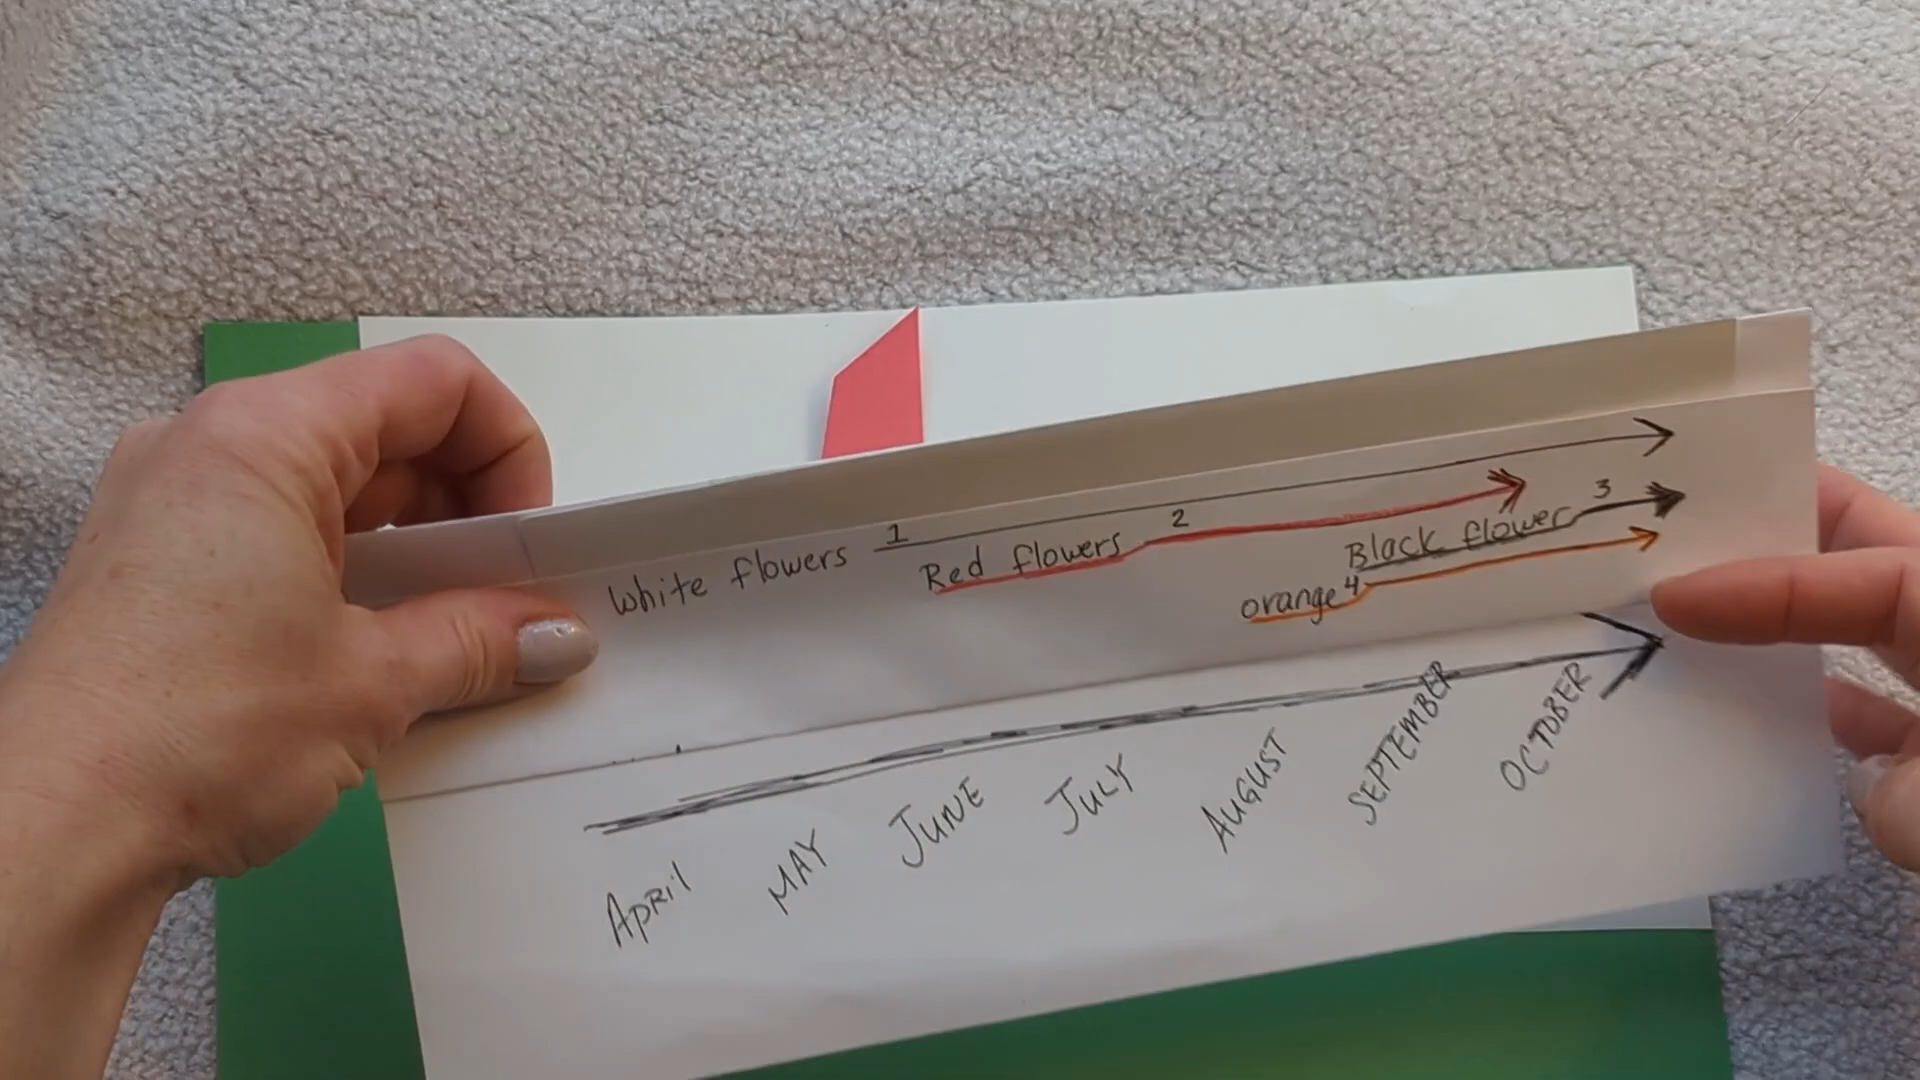 White flowers 1
Red flowers 2
Black flower 3
orange 4
April
MAY
JUNE
JULY
AUGUST
SEPTEMBER
OCTOBER